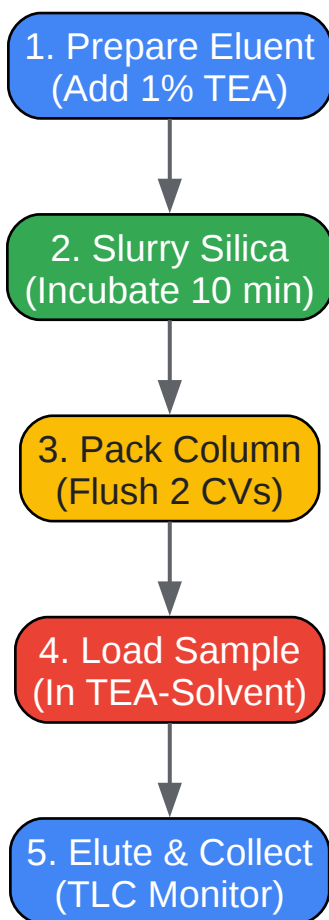 1. Prepare Eluent
(Add 1% TEA)
2. Slurry Silica
(Incubate 10 min)
3. Pack Column
(Flush 2 CVs)
4. Load Sample
(In TEA-Solvent)
5. Elute & Collect
(TLC Monitor)